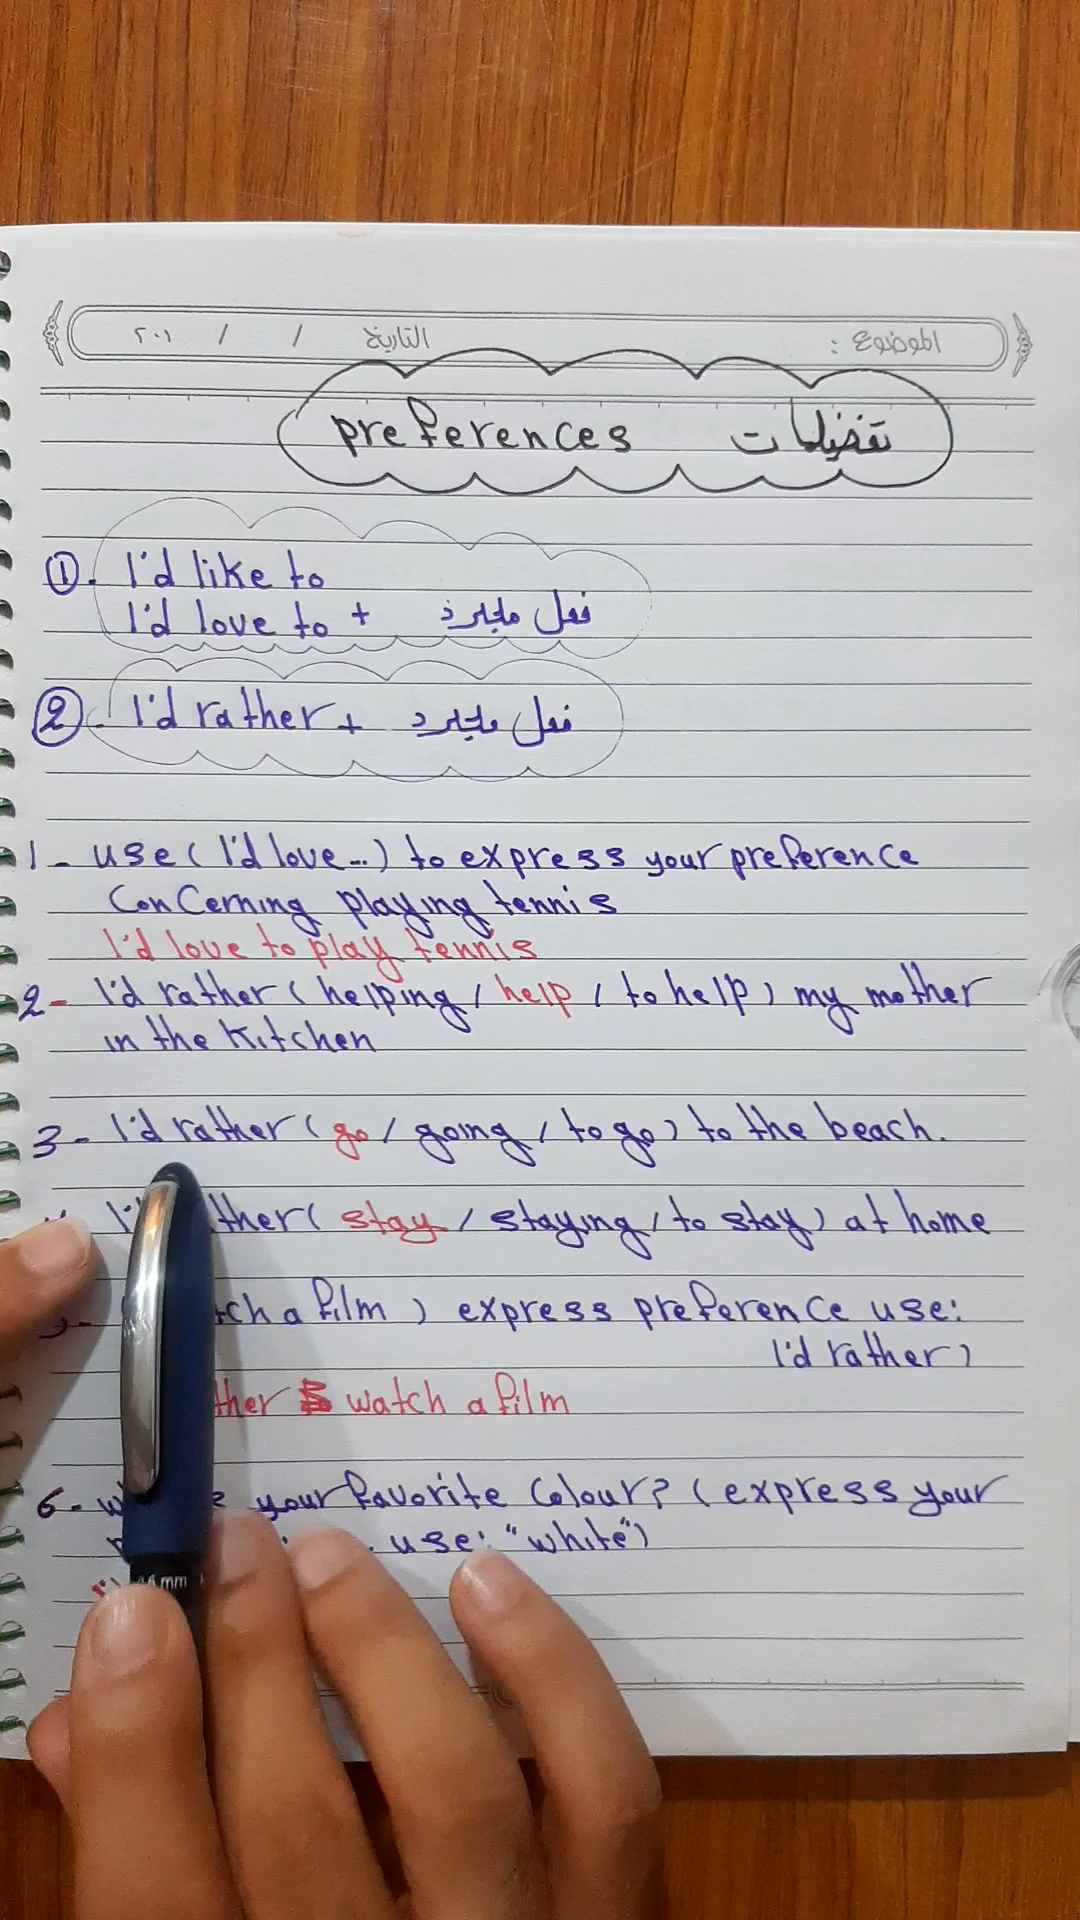 الموضوع : التاريخ / / ٢٠١
preferences تفضيلات
①. I'd like to
I'd love to + فعل مجرد
②. I'd rather + فعل مجرد
1- use (I'd love...) to express your preference
concerning playing tennis
I'd love to play tennis
2- I'd rather (helping / help / to help) my mother
in the kitchen
3- I'd rather (go / going / to go) to the beach.
stay / staying / to stay) at home
a film) express preference use:
I'd rather)
watch a film
6- your favorite colour? (express your
use: "white")
mm